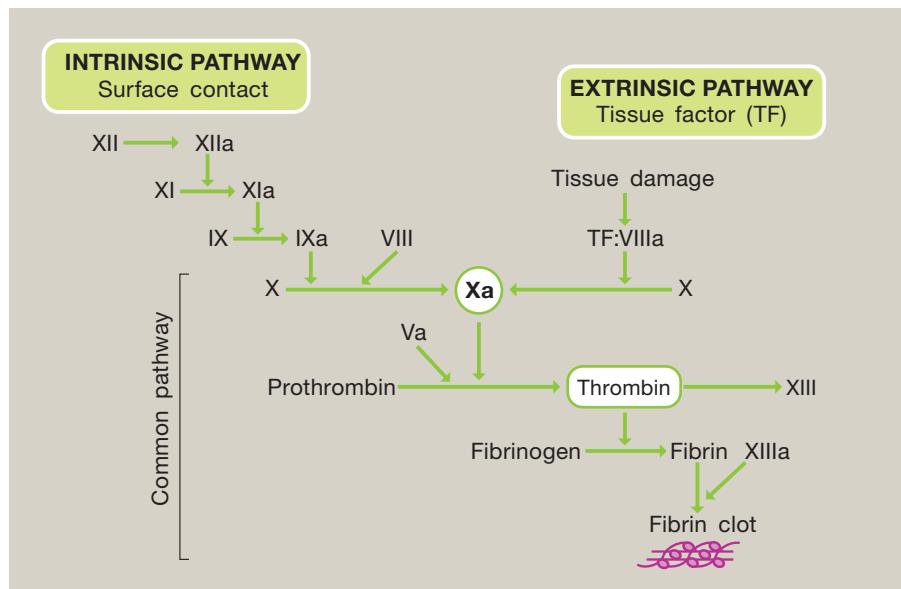 INTRINSIC PATHWAY
Surface contact
EXTRINSIC PATHWAY
Tissue factor (TF)
XII XIIa
XI XIa
Tissue damage
IX IXa VIII
TF:VIIIa
X Xa X
Va
Prothrombin Thrombin XIII
Fibrinogen Fibrin XIIIa
Fibrin clot
Common pathway